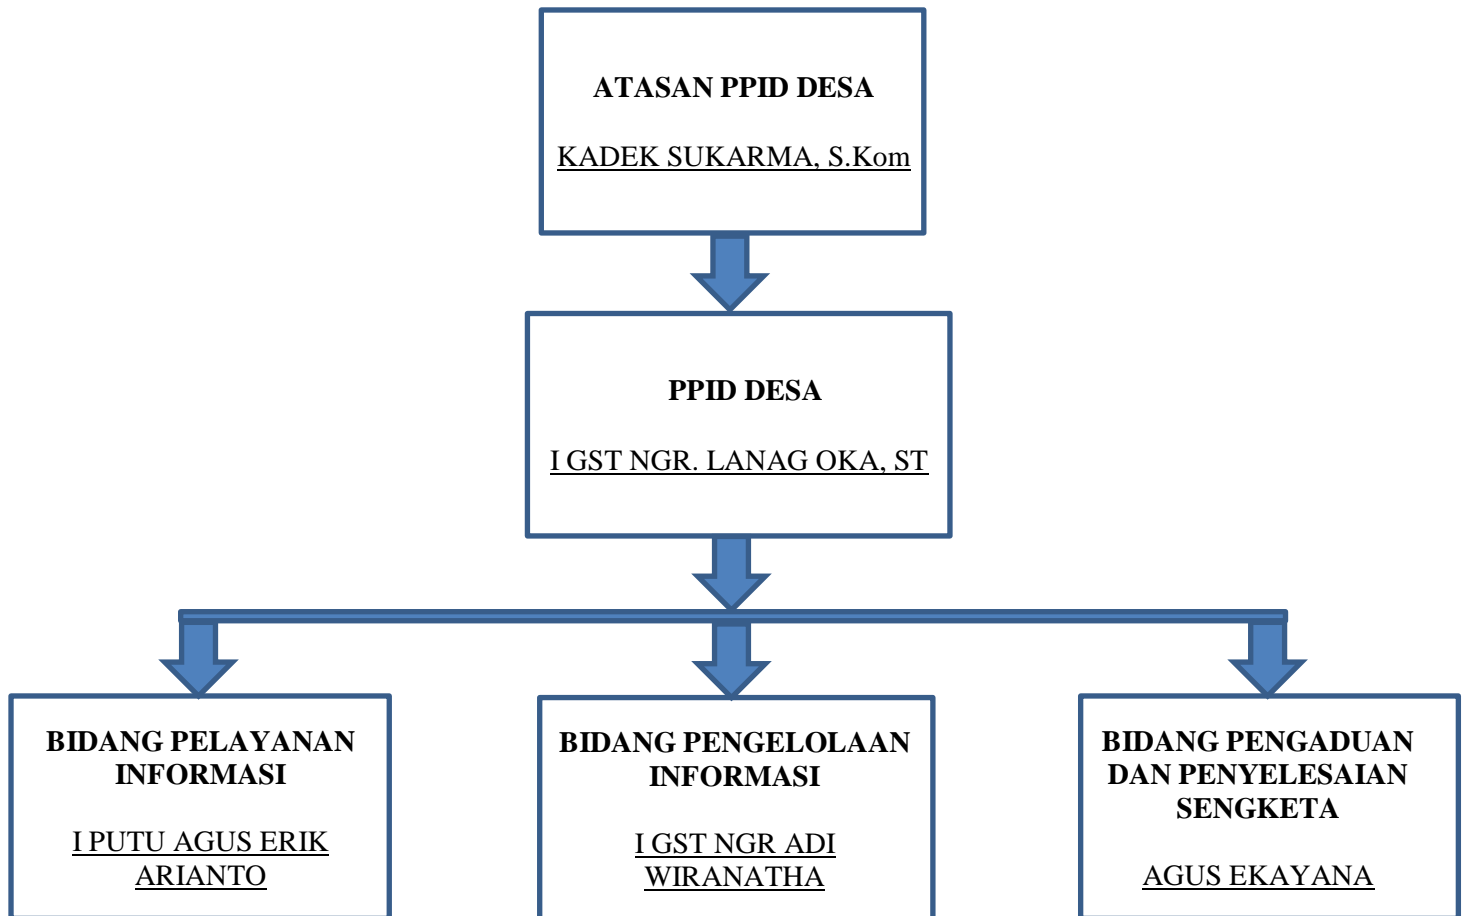 ATASAN PPID DESA
KADEK SUKARMA, S.Kom
PPID DESA
I GST NGR. LANAG OKA, ST
BIDANG PELAYANAN
INFORMASI
I PUTU AGUS ERIK
ARIANTO
BIDANG PENGELOLAAN
INFORMASI
I GST NGR ADI
WIRANATHA
BIDANG PENGADUAN
DAN PENYELESAIAN
SENGKETA
AGUS EKAYANA